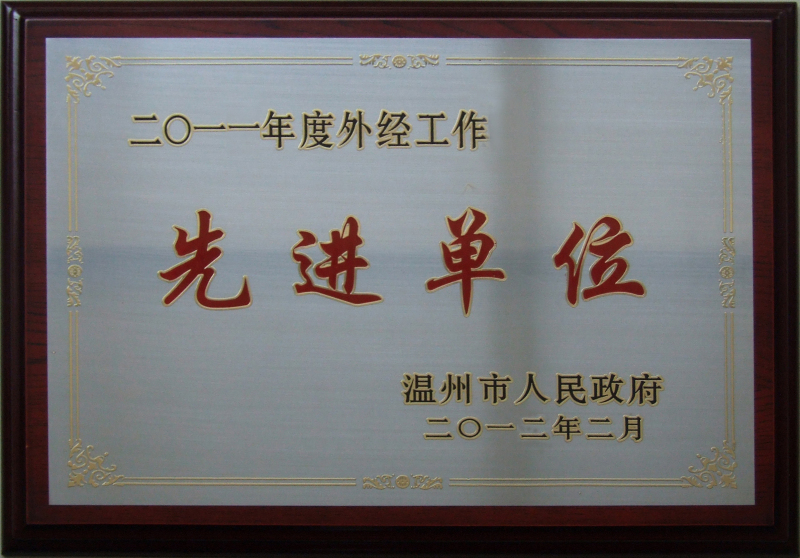 二〇一一年度外经工作
先进单位
温州市人民政府
二〇一二年二月